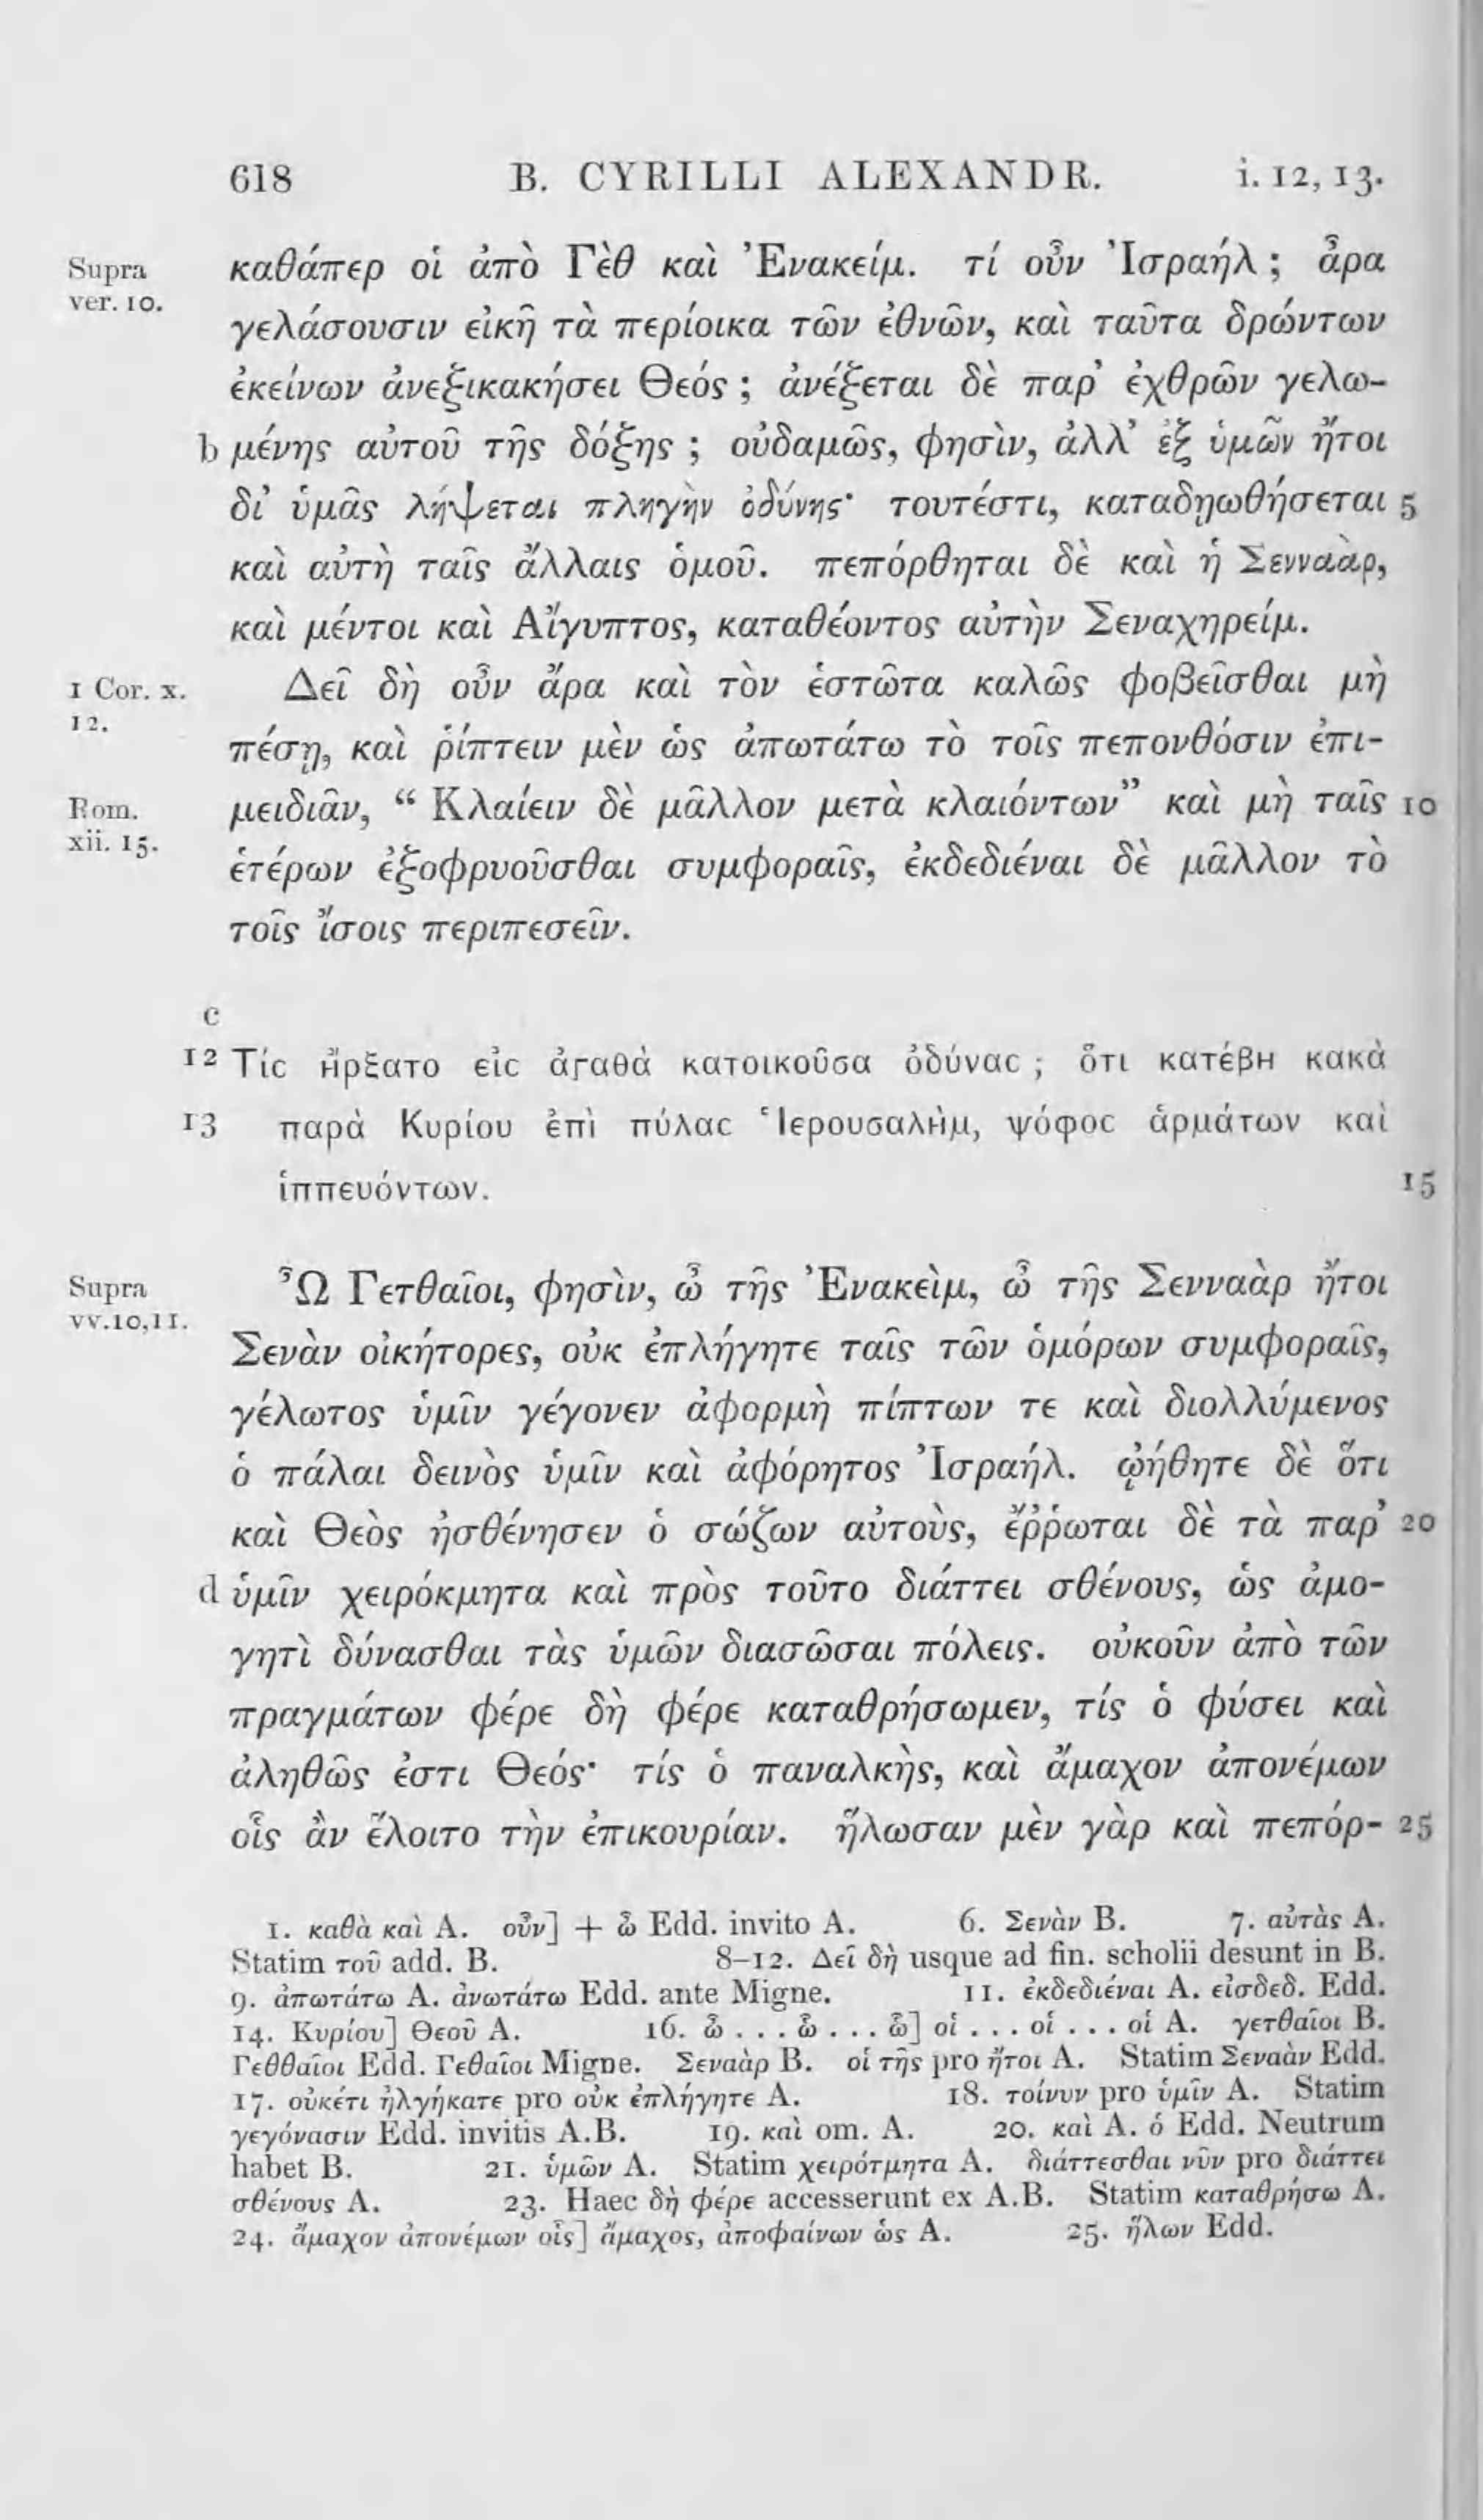 618 B. CYRILLI ALEXANDR. i. 12, 13.
Supra καθάπερ οἱ ἀπὸ Γὲθ καὶ Ἐνακείμ. τί οὖν Ἰσραήλ ; ἆρα
ver. 10. γελάσουσιν εἰκῆ τὰ περίοικα τῶν ἐθνῶν, καὶ ταῦτα δρώντων
ἐκείνων ἀνεξικακήσει Θεός ; ἀνέξεται δὲ παρ’ ἐχθρῶν γελω-
b μένης αὐτοῦ τῆς δόξης ; οὐδαμῶς, φησὶν, ἀλλ’ ἐξ ὑμῶν ἤτοι
δι’ ὑμᾶς λήψεται πληγὴν ὀδύνης· τουτέστι, καταδῃωθήσεται 5
καὶ αὐτὴ ταῖς ἄλλαις ὁμοῦ. πεπόρθηται δὲ καὶ ἡ Σενναὰρ,
καὶ μέντοι καὶ Αἴγυπτος, καταθέοντος αὐτὴν Σεναχηρείμ.
1 Cor. x. Δεῖ δὴ οὖν ἄρα καὶ τὸν ἑστῶτα καλῶς φοβεῖσθαι μὴ
12. πέσῃ, καὶ ῥίπτειν μὲν ὡς ἀπωτάτω τὸ τοῖς πεπονθόσιν ἐπι-
Rom. μειδιᾶν, “ Κλαίειν δὲ μᾶλλον μετὰ κλαιόντων” καὶ μὴ ταῖς 10
xii. 15. ἑτέρων ἐξοφρυοῦσθαι συμφοραῖς, ἐκδεδιέναι δὲ μᾶλλον τὸ
τοῖς ἴσοις περιπεσεῖν.
c
12 Τίς ἤρξατο εἰς ἀγαθὰ κατοικοῦσα ὀδύνας ; ὅτι κατέβη κακὰ
13 παρὰ Κυρίου ἐπὶ πύλας Ἱερουσαλὴμ, ψόφος ἁρμάτων καὶ
ἱππευόντων. 15
Supra Ὦ Γετθαῖοι, φησὶν, ὦ τῆς Ἐνακεὶμ, ὦ τῆς Σενναὰρ ἤτοι
vv.10,11. Σενὰν οἰκήτορες, οὐκ ἐπλήγητε ταῖς τῶν ὁμόρων συμφοραῖς,
γέλωτος ὑμῖν γέγονεν ἀφορμὴ πίπτων τε καὶ διολλύμενος
ὁ πάλαι δεινὸς ὑμῖν καὶ ἀφόρητος Ἰσραήλ. ᾠήθητε δὲ ὅτι
καὶ Θεὸς ἠσθένησεν ὁ σώζων αὐτοὺς, ἔῤῥωται δὲ τὰ παρ’ 20
d ὑμῖν χειρόκμητα καὶ πρὸς τοῦτο διάττει σθένους, ὡς ἀμο-
γητὶ δύνασθαι τὰς ὑμῶν διασῶσαι πόλεις. οὐκοῦν ἀπὸ τῶν
πραγμάτων φέρε δὴ φέρε καταθρήσωμεν, τίς ὁ φύσει καὶ
ἀληθῶς ἐστι Θεός· τίς ὁ παναλκὴς, καὶ ἄμαχον ἀπονέμων
οἷς ἂν ἕλοιτο τὴν ἐπικουρίαν. ἥλωσαν μὲν γὰρ καὶ πεπόρ- 25
1. καθὰ καὶ A. οὖν] + ὦ Edd. invito A. 6. Σενὰν B. 7. αὐτὰς A.
Statim τοῦ add. B. 8–12. Δεῖ δὴ usque ad fin. scholii desunt in B.
9. ἀπωτάτω A. ἀνωτάτω Edd. ante Migne. 11. ἐκδεδιέναι A. εἰσδεδ. Edd.
14. Κυρίου] Θεοῦ A. 16. ὦ . . . ὦ . . . ὦ] οἱ . . . οἱ . . . οἱ A. γετθαῖοι B.
Γεθθαῖοι Edd. Γεθαῖοι Migne. Σεναὰρ B. οἱ τῆς pro ἤτοι A. Statim Σεναὰν Edd.
17. οὐκέτι ἠλγήκατε pro οὐκ ἐπλήγητε A. 18. τοίνυν pro ὑμῖν A. Statim
γεγόνασιν Edd. invitis A.B. 19. καὶ om. A. 20. καὶ A. ὁ Edd. Neutrum
habet B. 21. ὑμῶν A. Statim χειρότμητα A. διάττεσθαι νῦν pro διάττει
σθένους A. 23. Haec δὴ φέρε accesserunt ex A.B. Statim καταθρήσω A.
24. ἄμαχον ἀπονέμων οἷς] ἄμαχος, ἀποφαίνων ὡς A. 25. ἥλων Edd.